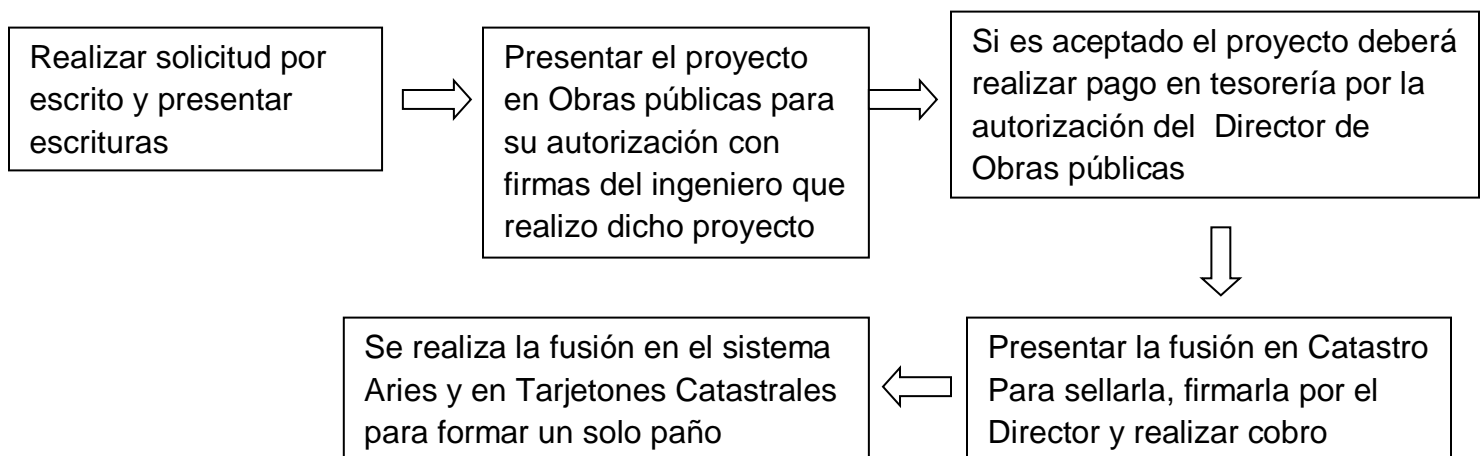 Realizar solicitud por
escrito y presentar
escrituras
Presentar el proyecto
en Obras públicas para
su autorización con
firmas del ingeniero que
realizo dicho proyecto
Si es aceptado el proyecto deberá
realizar pago en tesorería por la
autorización del  Director de
Obras públicas
Presentar la fusión en Catastro
Para sellarla, firmarla por el
Director y realizar cobro
Se realiza la fusión en el sistema
Aries y en Tarjetones Catastrales
para formar un solo paño